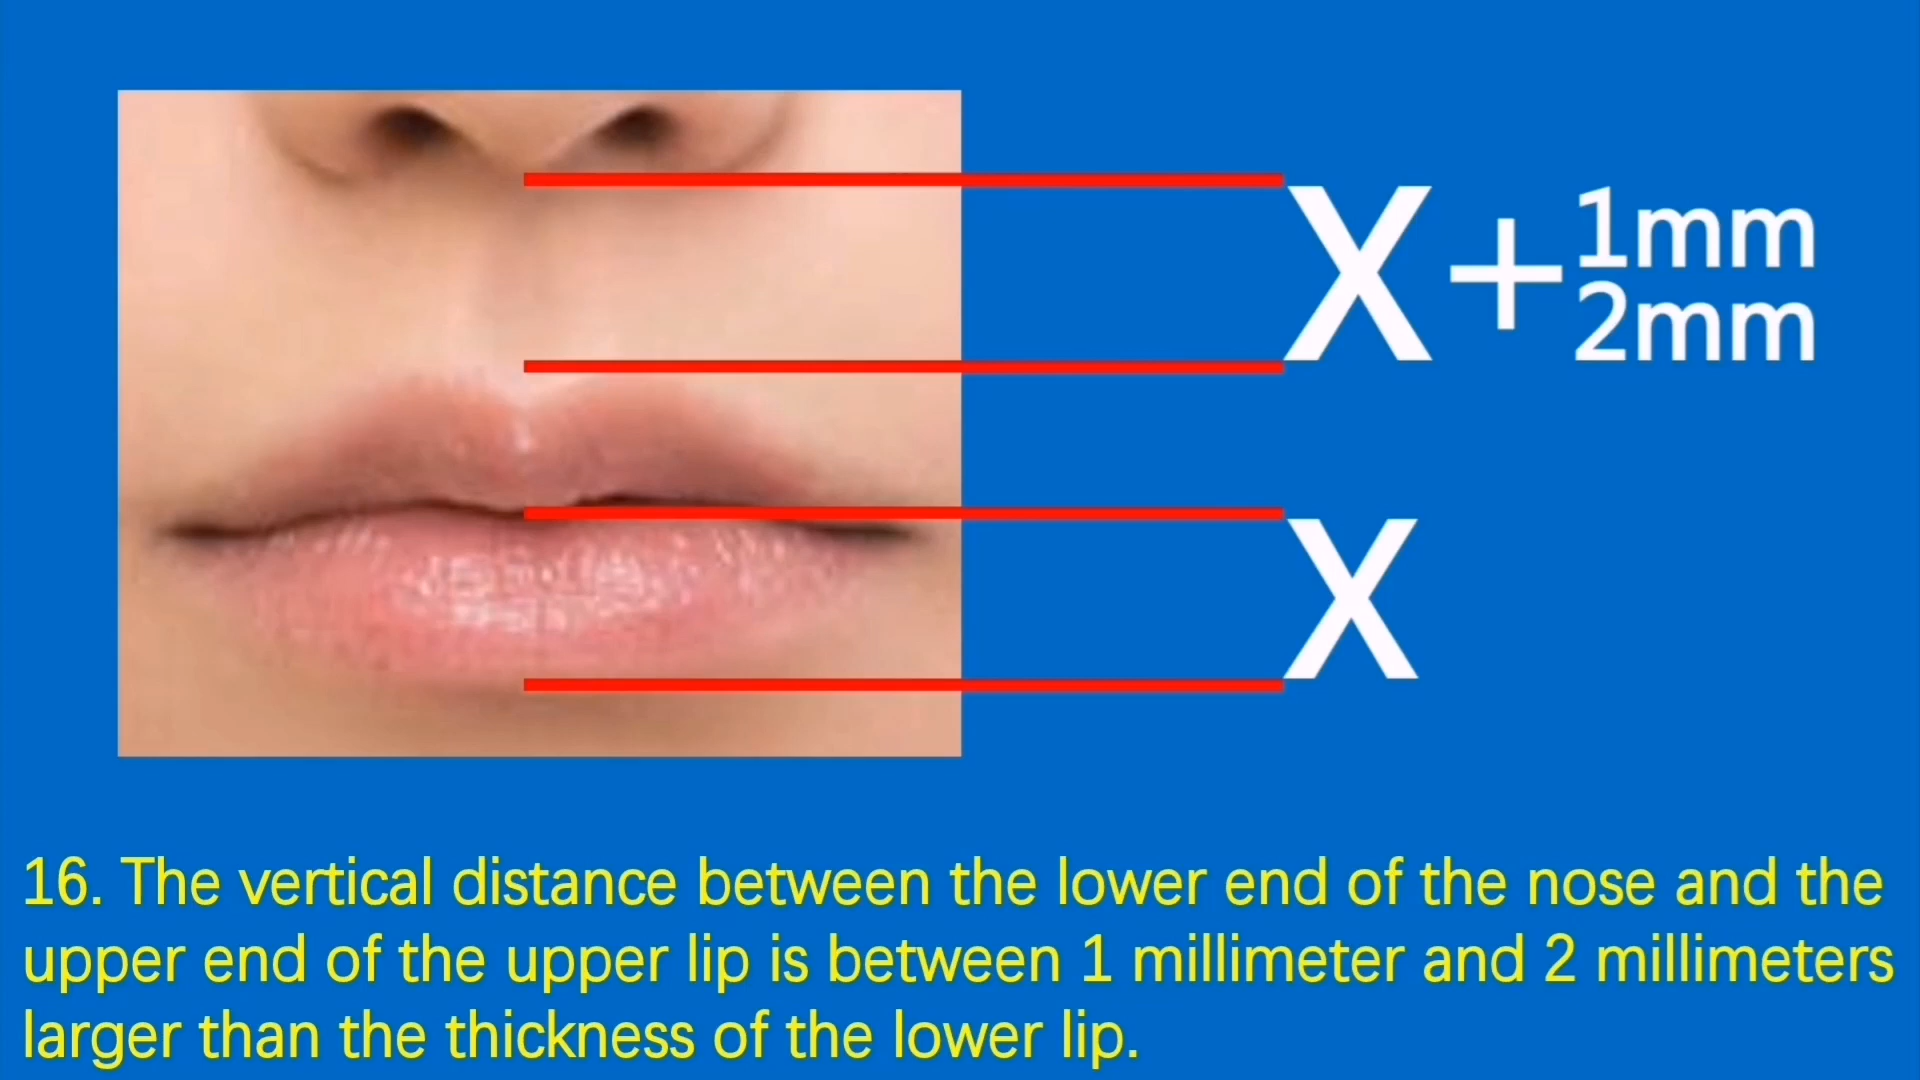 X + 1mm
2mm
X
16. The vertical distance between the lower end of the nose and the
upper end of the upper lip is between 1 millimeter and 2 millimeters
larger than the thickness of the lower lip.